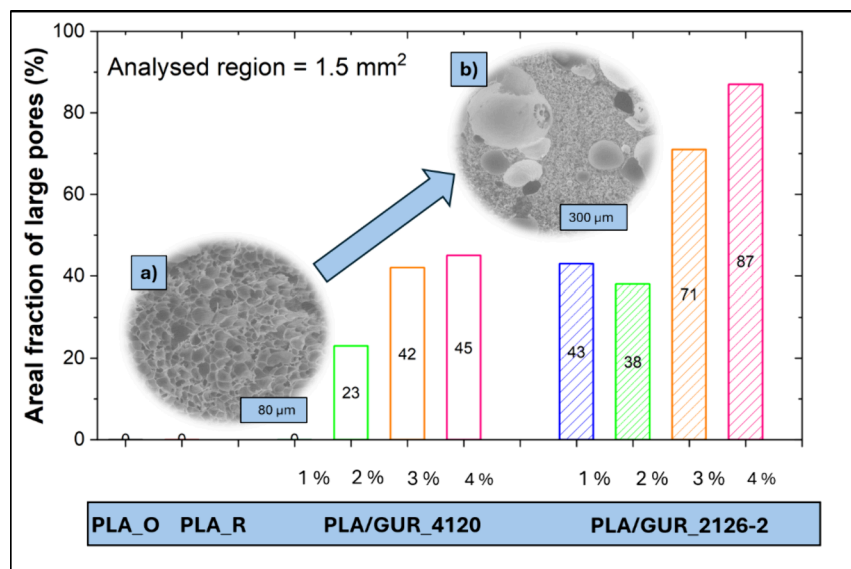 Areal fraction of large pores (%)
100
80
60
40
20
0
Analysed region = 1.5 mm²
a)
80 µm
b)
300 µm
0
0
0
23
42
45
43
38
71
87
1 % 2 % 3 % 4 % 1 % 2 % 3 % 4 %
PLA_O PLA_R PLA/GUR_4120 PLA/GUR_2126-2